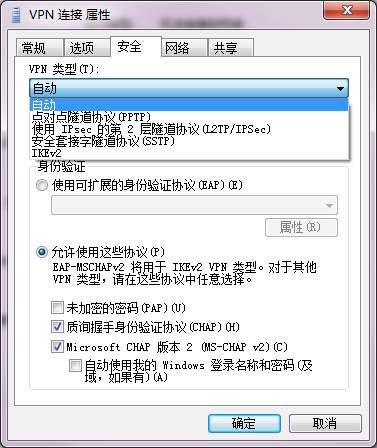 VPN 连接 属性
常规 选项 安全 网络 共享
VPN 类型(T):
自动
自动
点对点隧道协议(PPTP)
使用 IPsec 的第 2 层隧道协议(L2TP/IPSec)
安全套接字隧道协议(SSTP)
IKEv2
身份验证
使用可扩展的身份验证协议(EAP)(E)
属性(R)
允许使用这些协议(P)
EAP-MSCHAPv2 将用于 IKEv2 VPN 类型。对于其他
VPN 类型，请在这些协议中任意选择。
未加密的密码(PAP)(U)
质询握手身份验证协议(CHAP)(H)
Microsoft CHAP 版本 2 (MS-CHAP v2)(C)
自动使用我的 Windows 登录名称和密码(及
域，如果有)(A)
确定 取消